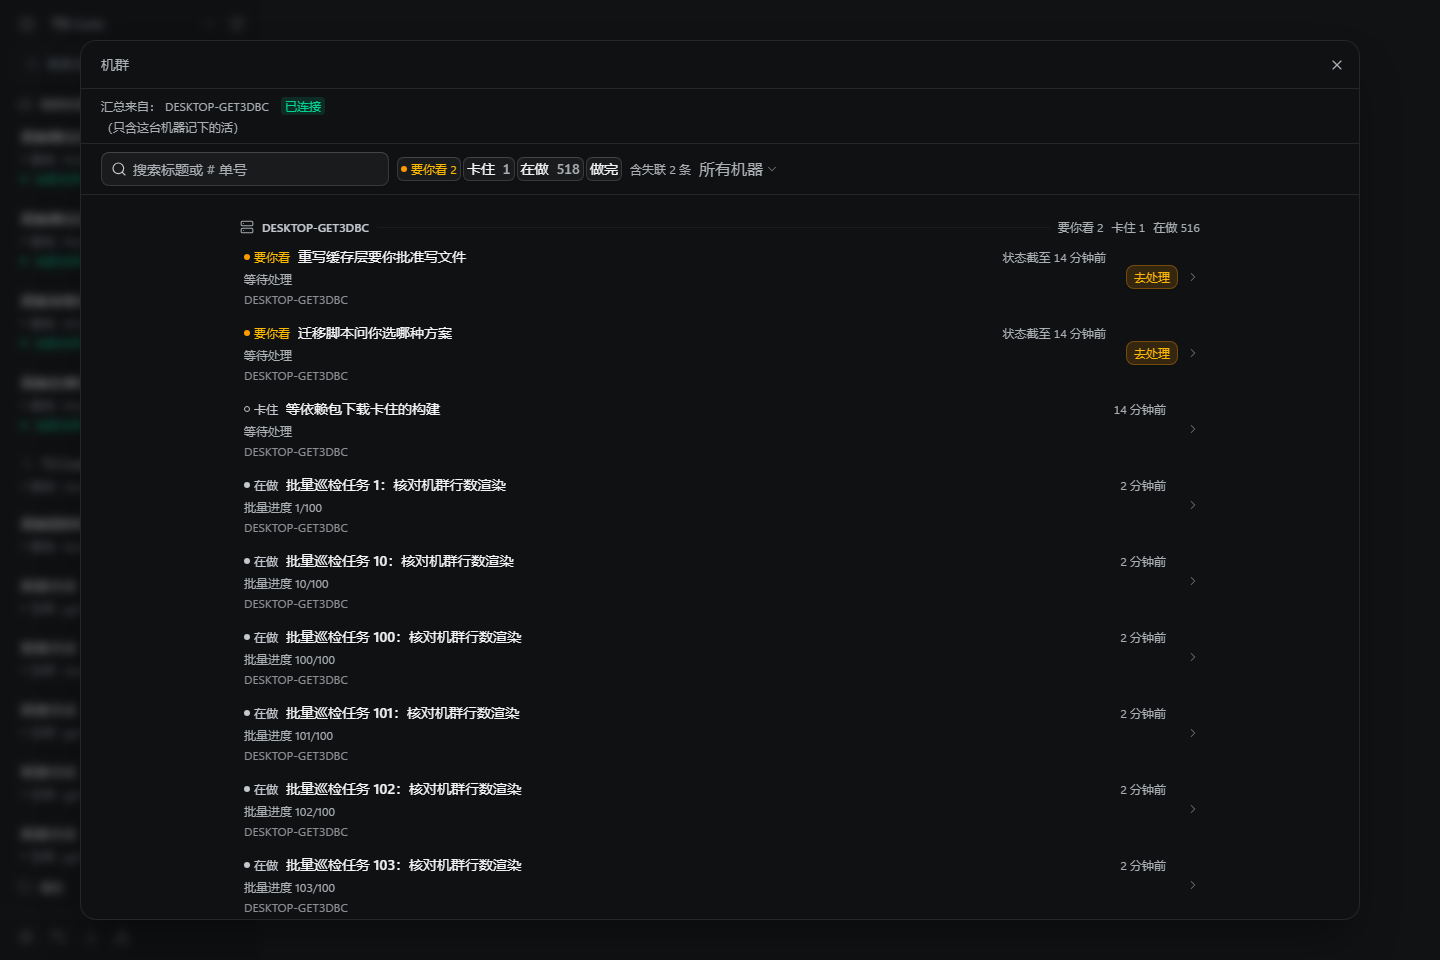 机群
汇总来自： DESKTOP-GET3DBC 已连接
（只含这台机器记下的活）
搜索标题或 # 单号 要你看 2 卡住 1 在做 518 做完 含失联 2 条 所有机器
DESKTOP-GET3DBC 要你看 2 卡住 1 在做 516
要你看 重写缓存层要你批准写文件 状态截至 14 分钟前
等待处理 去处理
DESKTOP-GET3DBC
要你看 迁移脚本问你选哪种方案 状态截至 14 分钟前
等待处理 去处理
DESKTOP-GET3DBC
卡住 等依赖包下载卡住的构建 14 分钟前
等待处理
DESKTOP-GET3DBC
在做 批量巡检任务 1：核对机群行数渲染 2 分钟前
批量进度 1/100
DESKTOP-GET3DBC
在做 批量巡检任务 10：核对机群行数渲染 2 分钟前
批量进度 10/100
DESKTOP-GET3DBC
在做 批量巡检任务 100：核对机群行数渲染 2 分钟前
批量进度 100/100
DESKTOP-GET3DBC
在做 批量巡检任务 101：核对机群行数渲染 2 分钟前
批量进度 101/100
DESKTOP-GET3DBC
在做 批量巡检任务 102：核对机群行数渲染 2 分钟前
批量进度 102/100
DESKTOP-GET3DBC
在做 批量巡检任务 103：核对机群行数渲染 2 分钟前
批量进度 103/100
DESKTOP-GET3DBC